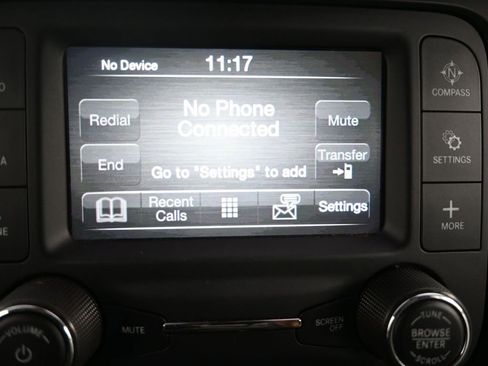 No Device 11:17
No Phone
Connected
Redial
Mute
End
Transfer
Go to "Settings" to add
Recent
Calls
Settings
N
COMPASS
SETTINGS
MORE
VOLUME
MUTE
SCREEN
OFF
TUNE
BROWSE
ENTER
SCROLL
O
A
NE